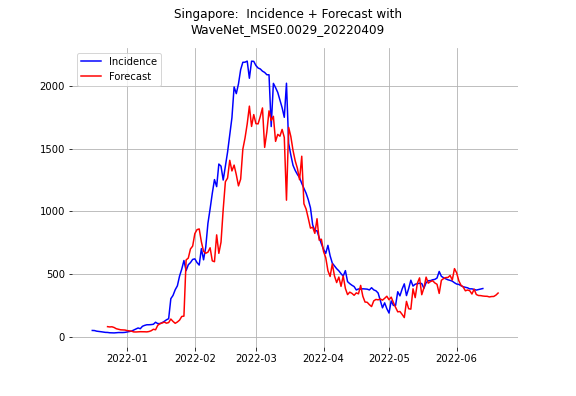 Singapore:  Incidence + Forecast with
WaveNet_MSE0.0029_20220409
Incidence
Forecast
2000
1500
1000
500
0
2022-01 2022-02 2022-03 2022-04 2022-05 2022-06